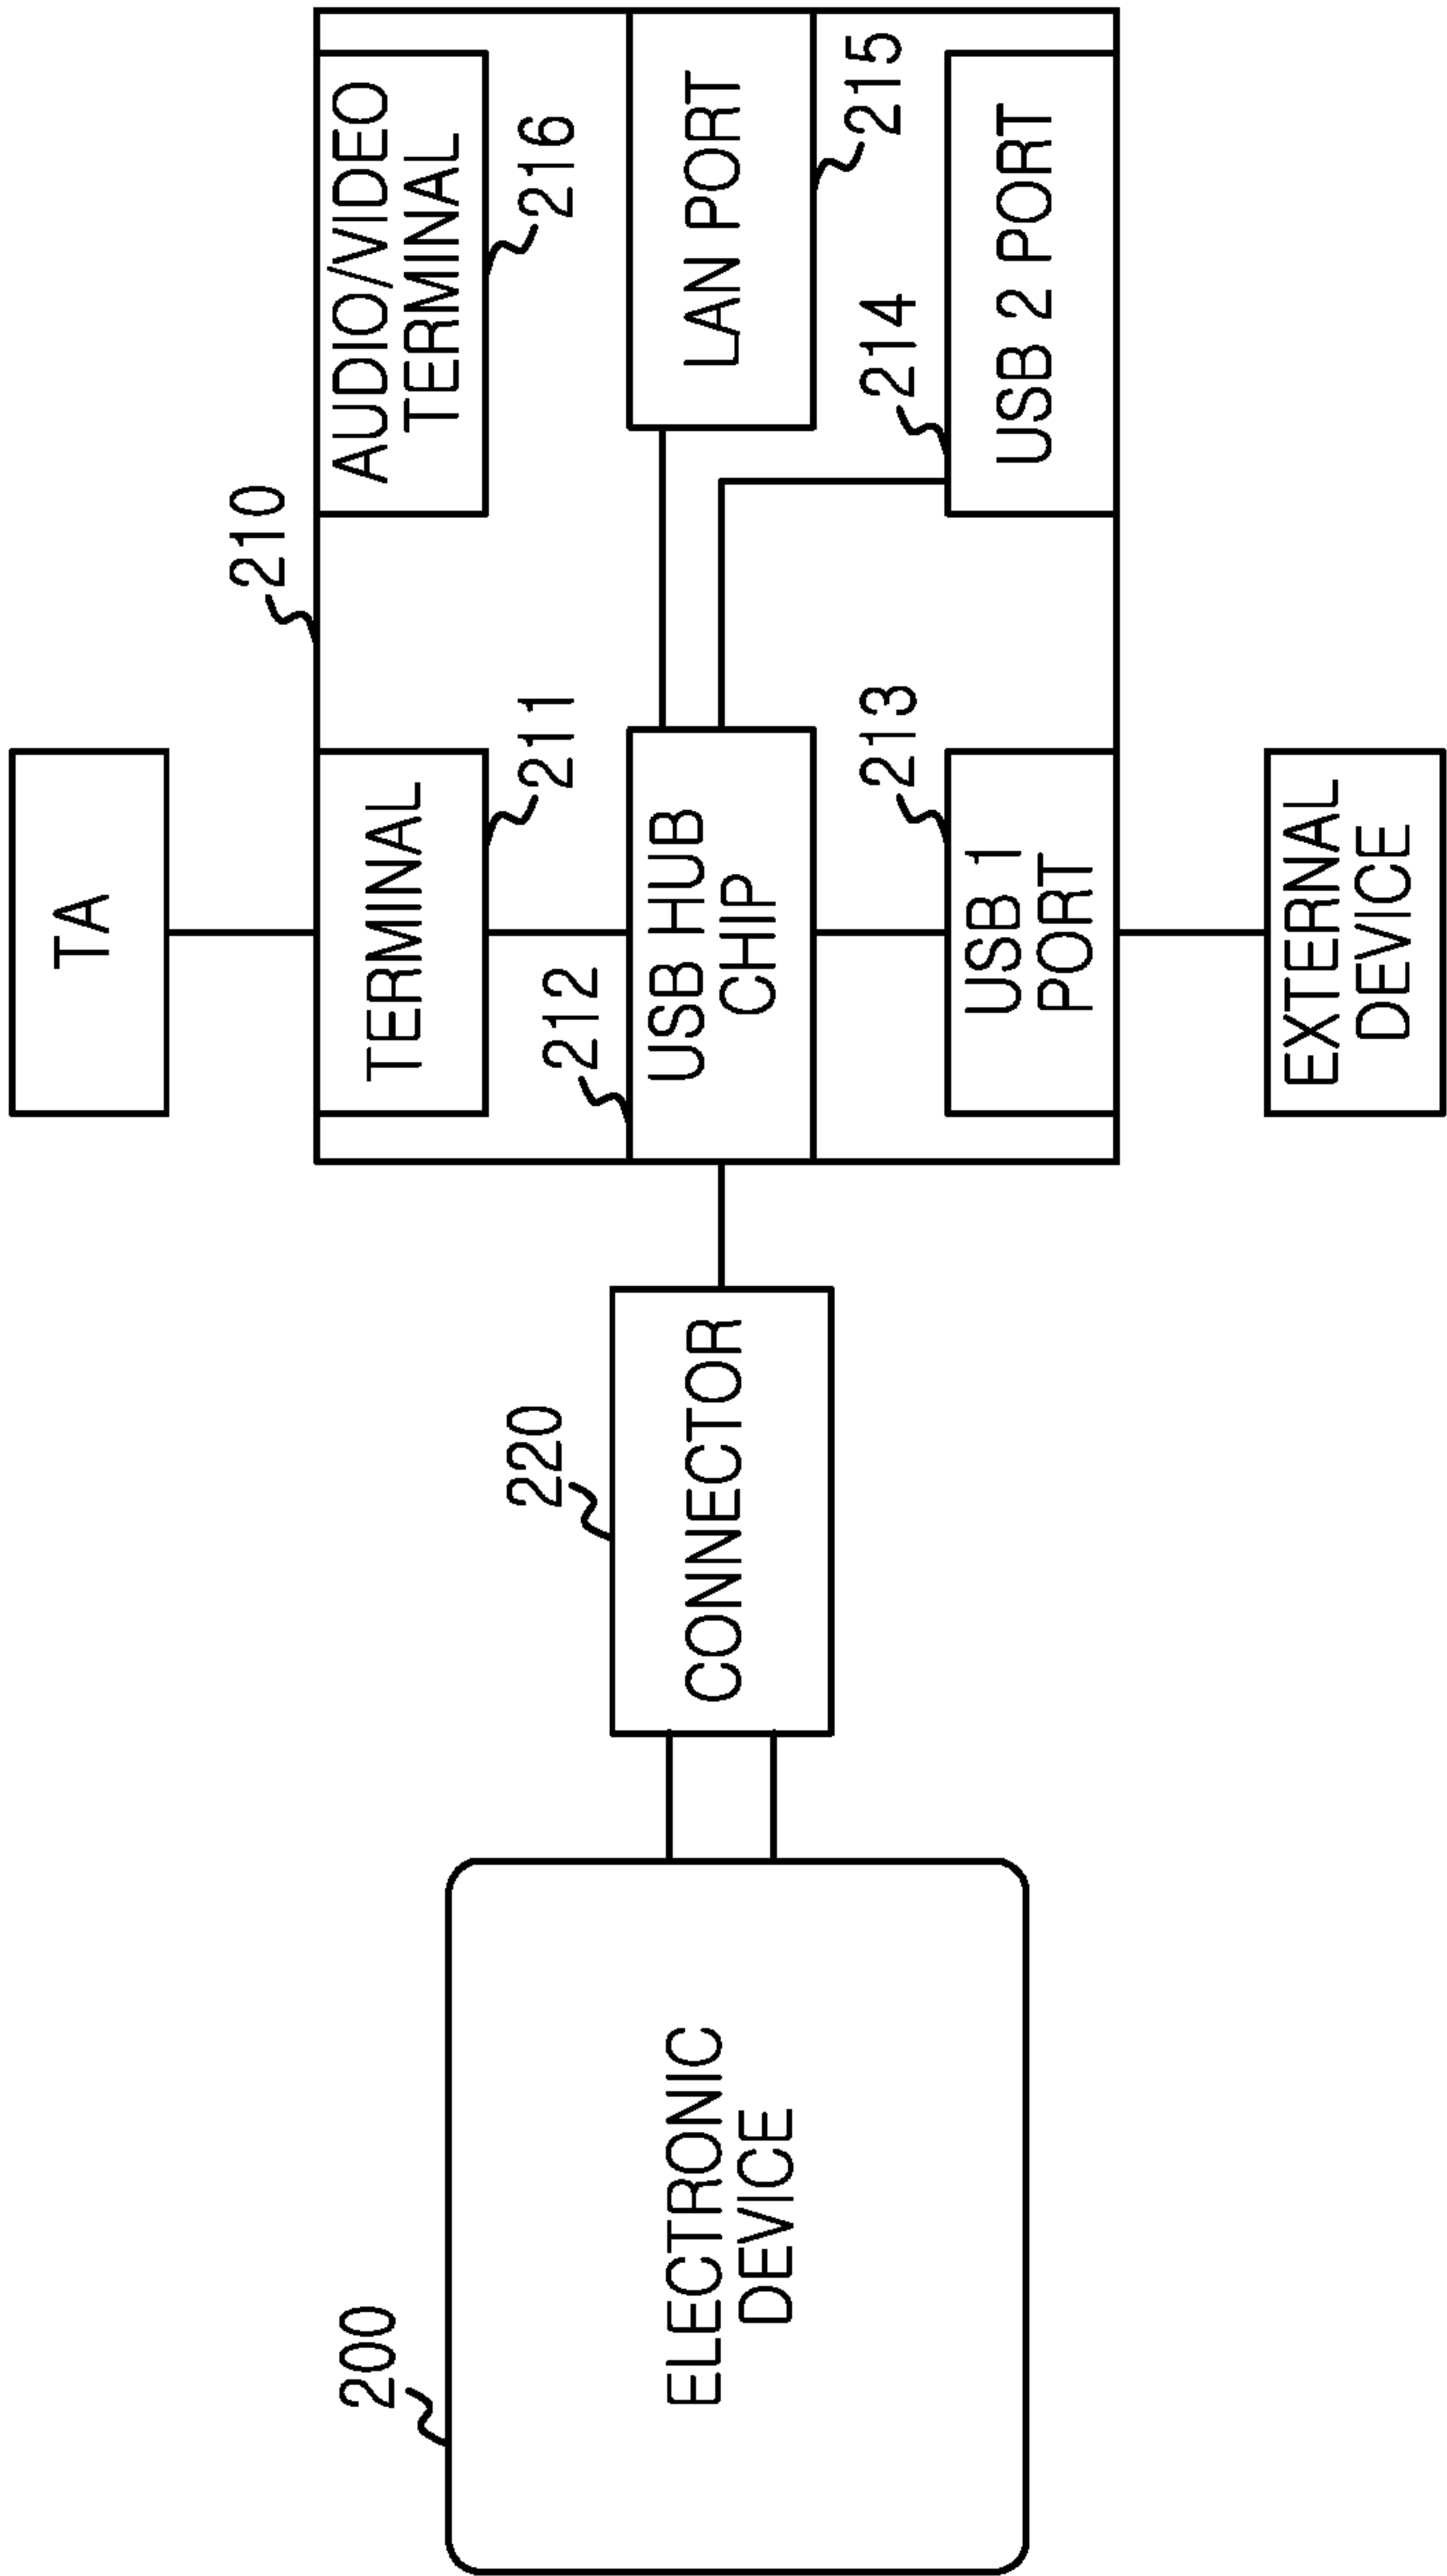 TA
210
TERMINAL
211
AUDIO/VIDEO
TERMINAL
216
200
ELECTRONIC
DEVICE
220
CONNECTOR
212
USB HUB
CHIP
LAN PORT
215
213
USB 1
PORT
214
USB 2 PORT
EXTERNAL
DEVICE